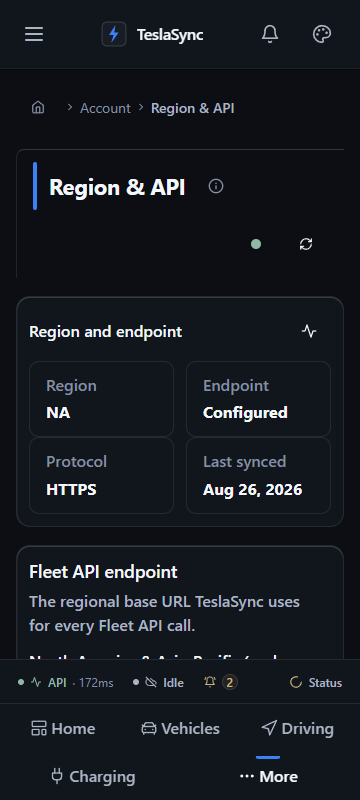 TeslaSync
Account > Region & API
Region & API
Region and endpoint
Region
NA
Endpoint
Configured
Protocol
HTTPS
Last synced
Aug 26, 2026
Fleet API endpoint
The regional base URL TeslaSync uses
for every Fleet API call.
API · 172ms
Idle
2
Status
Home
Vehicles
Driving
Charging
More